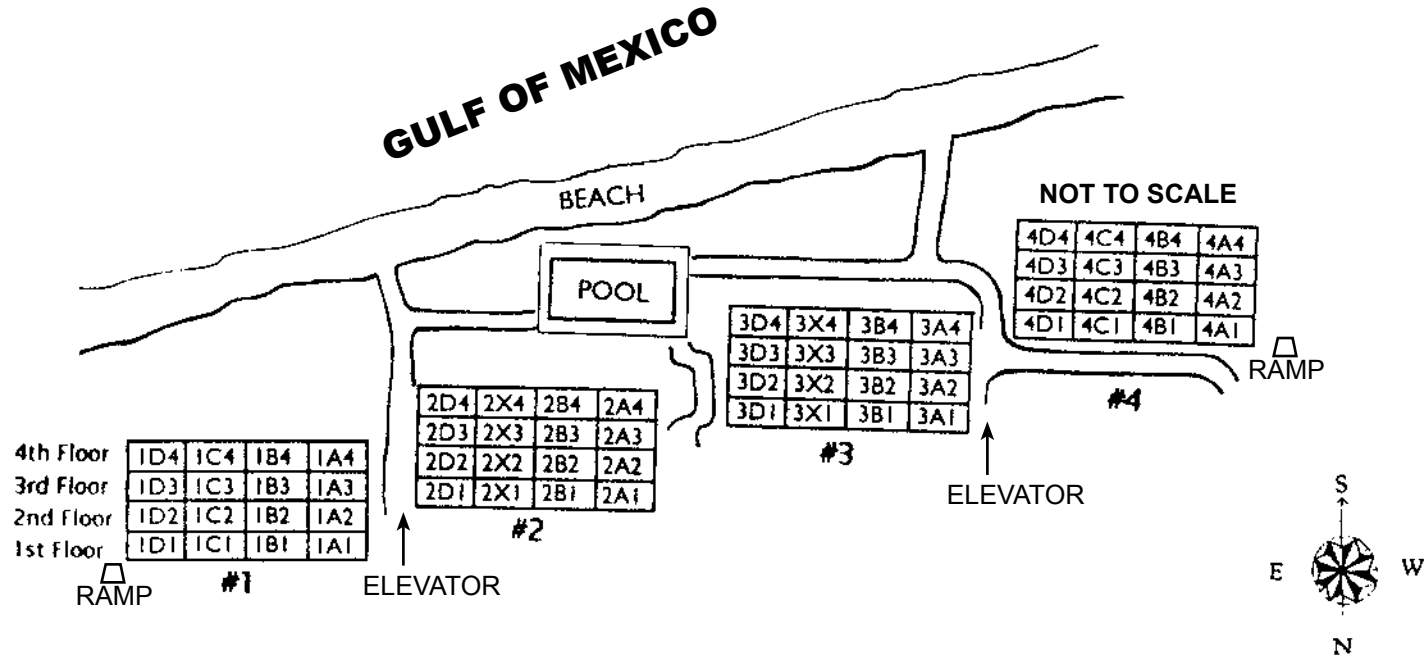 GULF OF MEXICO
BEACH
NOT TO SCALE
POOL
4D4 4C4 4B4 4A4
4D3 4C3 4B3 4A3
4D2 4C2 4B2 4A2
4D1 4C1 4B1 4A1
RAMP
#4
3D4 3X4 3B4 3A4
3D3 3X3 3B3 3A3
3D2 3X2 3B2 3A2
3D1 3X1 3B1 3A1
#3
ELEVATOR
2D4 2X4 2B4 2A4
2D3 2X3 2B3 2A3
2D2 2X2 2B2 2A2
2D1 2X1 2B1 2A1
#2
4th Floor 1D4 1C4 1B4 1A4
3rd Floor 1D3 1C3 1B3 1A3
2nd Floor 1D2 1C2 1B2 1A2
1st Floor 1D1 1C1 1B1 1A1
RAMP
#1
ELEVATOR
S
E W
N